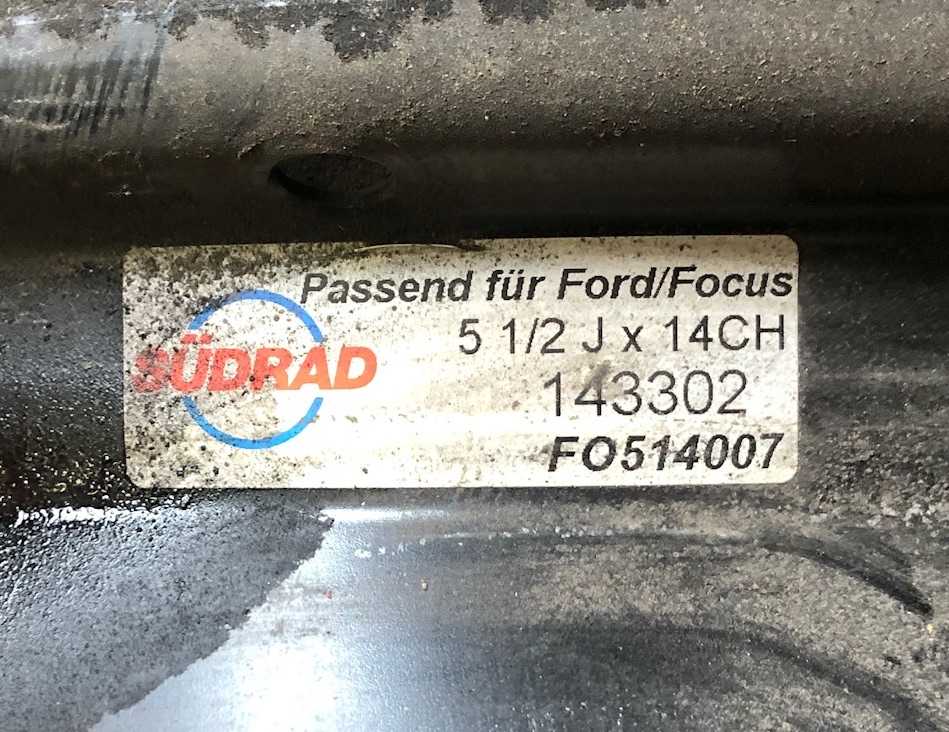 Passend für Ford/Focus
5 1/2 J x 14CH
SÜDRAD
143302
FO514007